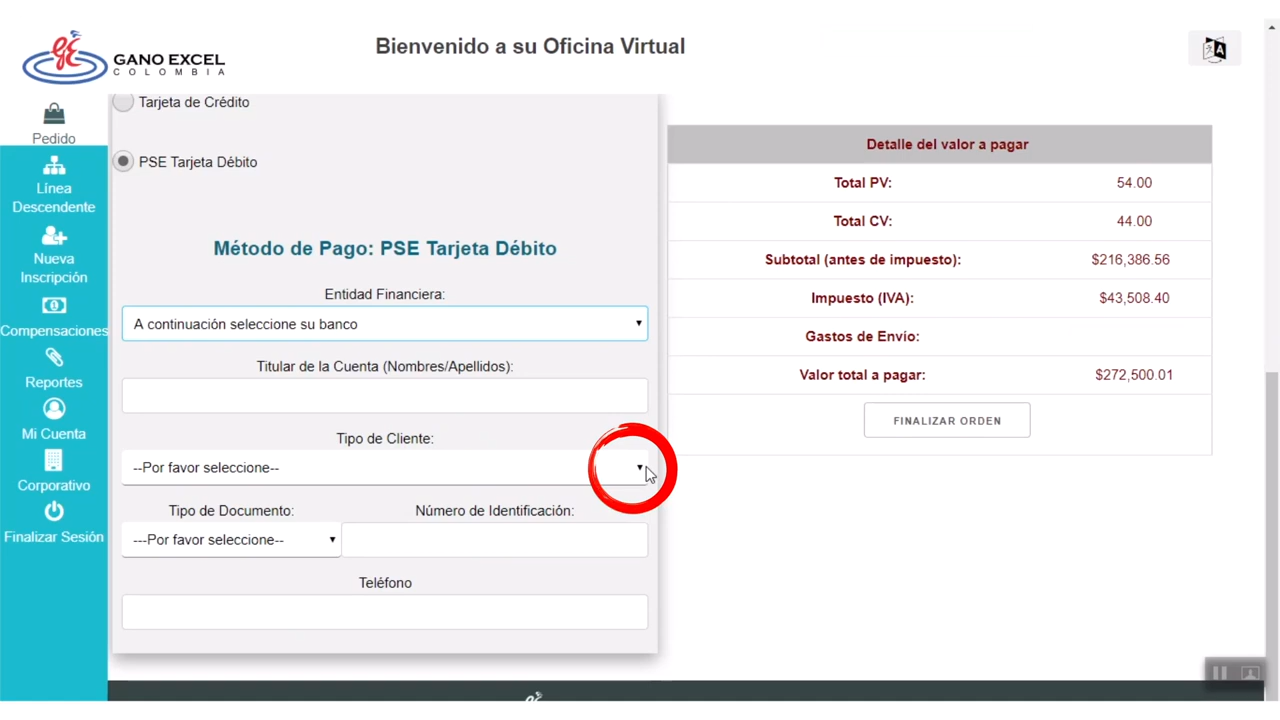 GANO EXCEL
COLOMBIA
Bienvenido a su Oficina Virtual
A
Pedido
Línea
Descendente
Nueva
Inscripción
Compensaciones
Reportes
Mi Cuenta
Corporativo
Finalizar Sesión
Tarjeta de Crédito
PSE Tarjeta Débito
Método de Pago: PSE Tarjeta Débito
Entidad Financiera:
A continuación seleccione su banco
Titular de la Cuenta (Nombres/Apellidos):
Tipo de Cliente:
--Por favor seleccione--
Tipo de Documento: Número de Identificación:
---Por favor seleccione--
Teléfono
Detalle del valor a pagar
Total PV: 54.00
Total CV: 44.00
Subtotal (antes de impuesto): $216,386.56
Impuesto (IVA): $43,508.40
Gastos de Envío:
Valor total a pagar: $272,500.01
FINALIZAR ORDEN